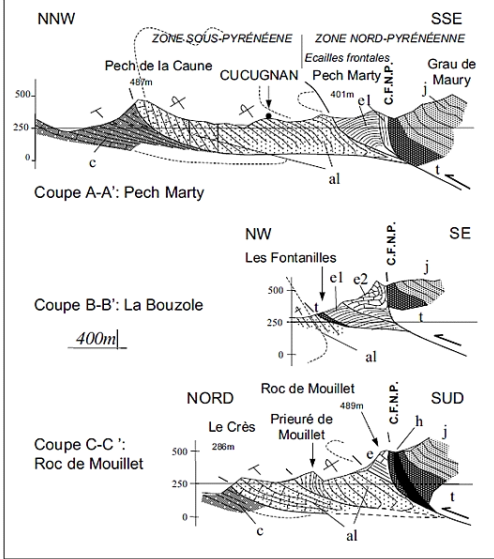 NNW SSE
ZONE SOUS-PYRÉNÉENE ZONE NORD-PYRÉNÉENNE
Ecailles frontales
Pech de la Caune CUCUGNAN Pech Marty C.F.N.P. Grau de Maury
487m 401m e1 j
500
250
0
c al t
Coupe A-A': Pech Marty
NW SE
Les Fontanilles C.F.N.P.
e1 e2 j
500
t
250
t
0
al
Coupe B-B': La Bouzole
400m
NORD Roc de Mouillet SUD
489m C.F.N.P. h
Le Crès Prieuré de Mouillet
286m e j
Coupe C-C ':
Roc de Mouillet
500
250
0
c al t